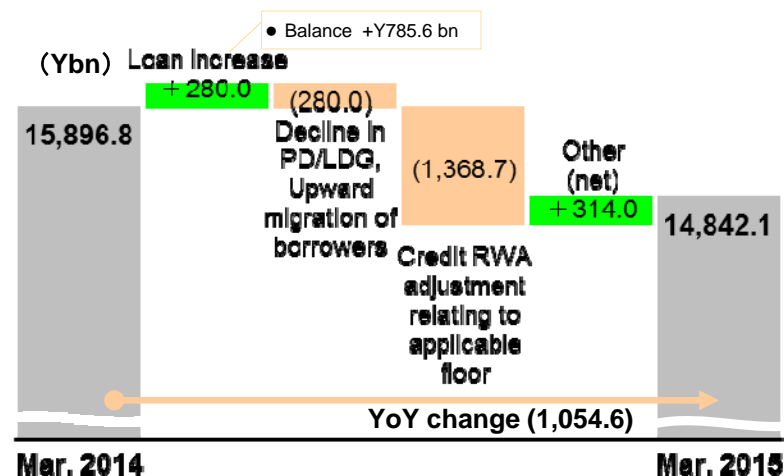 ● Balance +Y785.6 bn
（Ybn）
Loan Increase
＋280.0
15,896.8
(280.0)
Decline in
PD/LDG,
Upward
migration of
borrowers
(1,368.7)
Credit RWA
adjustment
relating to
applicable
floor
Other
(net)
＋314.0
14,842.1
YoY change (1,054.6)
Mar. 2014
Mar. 2015